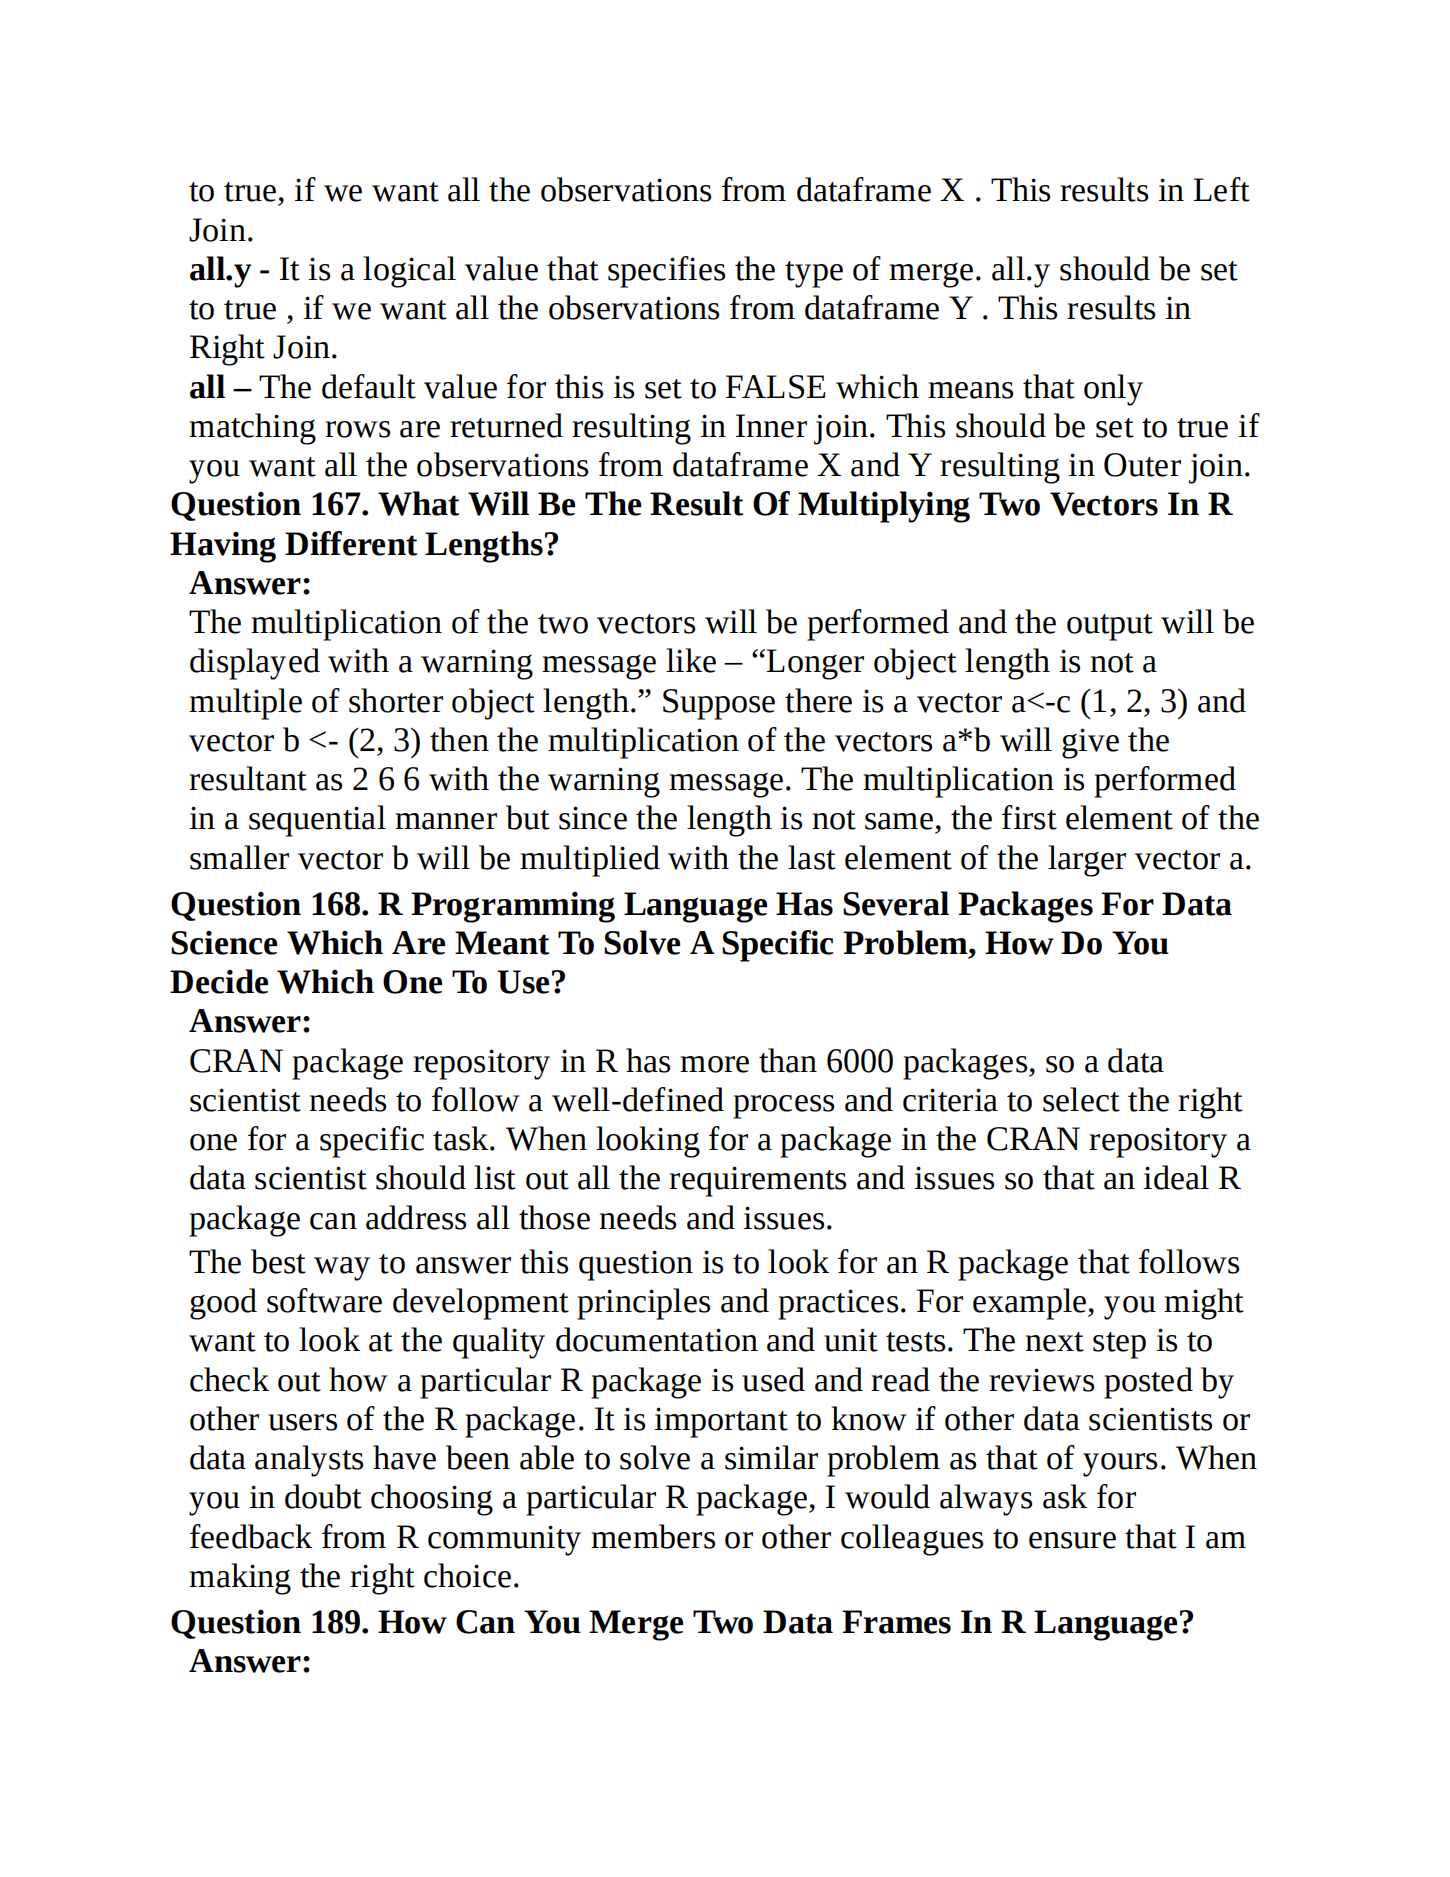 to true, if we want all the observations from dataframe X . This results in Left
Join.
all.y - It is a logical value that specifies the type of merge. all.y should be set
to true , if we want all the observations from dataframe Y . This results in
Right Join.
all – The default value for this is set to FALSE which means that only
matching rows are returned resulting in Inner join. This should be set to true if
you want all the observations from dataframe X and Y resulting in Outer join.
Question 167. What Will Be The Result Of Multiplying Two Vectors In R
Having Different Lengths?
Answer:
The multiplication of the two vectors will be performed and the output will be
displayed with a warning message like – “Longer object length is not a
multiple of shorter object length.” Suppose there is a vector a<-c (1, 2, 3) and
vector b <- (2, 3) then the multiplication of the vectors a*b will give the
resultant as 2 6 6 with the warning message. The multiplication is performed
in a sequential manner but since the length is not same, the first element of the
smaller vector b will be multiplied with the last element of the larger vector a.
Question 168. R Programming Language Has Several Packages For Data
Science Which Are Meant To Solve A Specific Problem, How Do You
Decide Which One To Use?
Answer:
CRAN package repository in R has more than 6000 packages, so a data
scientist needs to follow a well-defined process and criteria to select the right
one for a specific task. When looking for a package in the CRAN repository a
data scientist should list out all the requirements and issues so that an ideal R
package can address all those needs and issues.
The best way to answer this question is to look for an R package that follows
good software development principles and practices. For example, you might
want to look at the quality documentation and unit tests. The next step is to
check out how a particular R package is used and read the reviews posted by
other users of the R package. It is important to know if other data scientists or
data analysts have been able to solve a similar problem as that of yours. When
you in doubt choosing a particular R package, I would always ask for
feedback from R community members or other colleagues to ensure that I am
making the right choice.
Question 189. How Can You Merge Two Data Frames In R Language?
Answer: